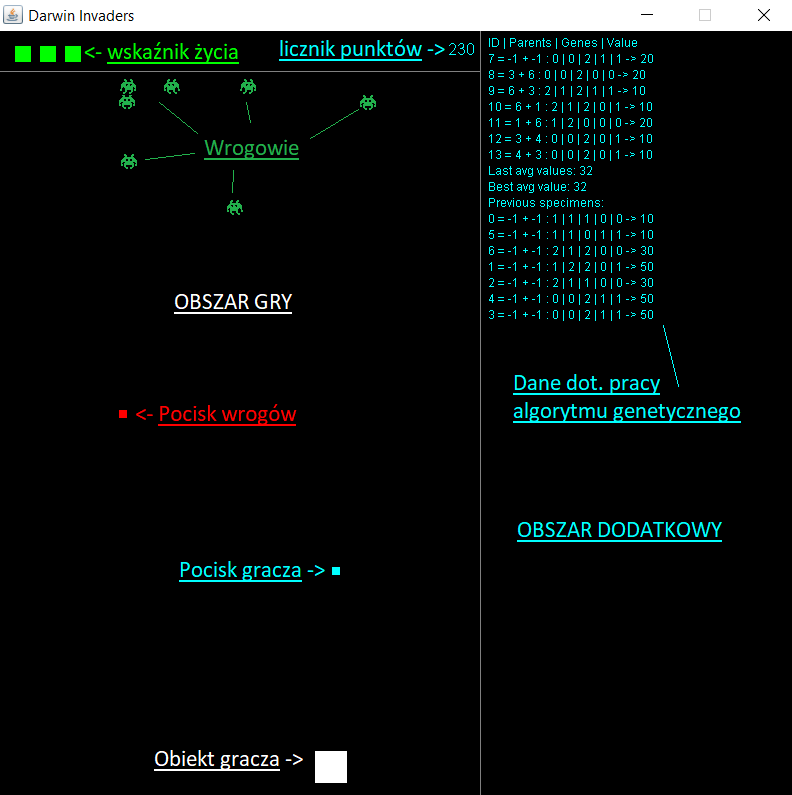 Darwin Invaders
<- wskaźnik życia
licznik punktów -> 230
Wrogowie
OBSZAR GRY
<- Pocisk wrogów
Pocisk gracza ->
Obiekt gracza ->
ID | Parents | Genes | Value
7 = -1 + -1 : 0 | 0 | 2 | 1 | 1 -> 20
8 = 3 + 6 : 0 | 0 | 2 | 0 | 0 -> 20
9 = 6 + 3 : 2 | 1 | 2 | 1 | 1 -> 10
10 = 6 + 1 : 2 | 1 | 2 | 0 | 1 -> 10
11 = 1 + 6 : 1 | 2 | 0 | 0 | 0 -> 20
12 = 3 + 4 : 0 | 0 | 2 | 0 | 1 -> 10
13 = 4 + 3 : 0 | 0 | 2 | 0 | 1 -> 10
Last avg values: 32
Best avg value: 32
Previous specimens:
0 = -1 + -1 : 1 | 1 | 1 | 0 | 0 -> 10
5 = -1 + -1 : 1 | 1 | 0 | 1 | 1 -> 10
6 = -1 + -1 : 2 | 1 | 2 | 0 | 0 -> 30
1 = -1 + -1 : 1 | 2 | 2 | 0 | 0 -> 50
2 = -1 + -1 : 2 | 1 | 1 | 0 | 0 -> 30
4 = -1 + -1 : 0 | 0 | 2 | 1 | 1 -> 50
3 = -1 + -1 : 0 | 0 | 2 | 1 | 1 -> 50
Dane dot. pracy
algorytmu genetycznego
OBSZAR DODATKOWY